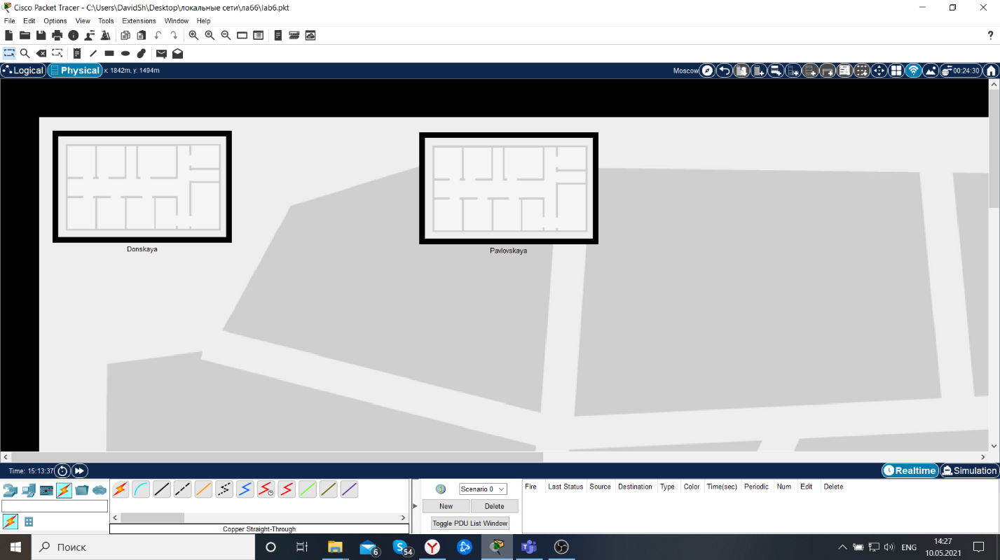 Cisco Packet Tracer - C:\Users\DavidSh\Desktop\локальные сети\лаб6\lab6.pkt
File Edit Options View Tools Extensions Window Help
?
Logical Physical x: 1842m, y: 1494m Moscow 00:24:30
Donskaya
Pavlovskaya
Time: 15:13:37 Realtime Simulation
Scenario 0
New Delete
Toggle PDU List Window
Fire Last Status Source Destination Type Color Time(sec) Periodic Num Edit Delete
Copper Straight-Through
Поиск 6 54 ENG 14:27
10.05.2021